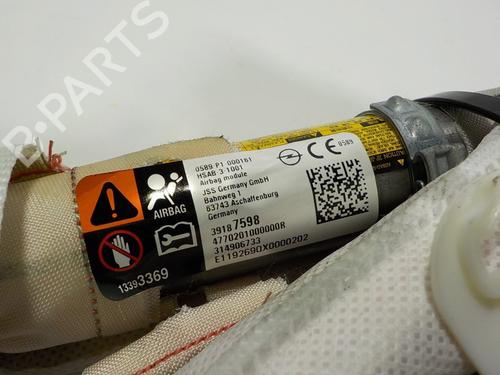 B-PARTS
0589 P1 000161
HSAB 3.1001
Airbag module
JSS Germany GmbH
Bahnweg 1
63743 Aschaffenburg
Germany
39187598
4770201000000R
314906733
E1192690X0000202
CE 0589
AIRBAG
13393369